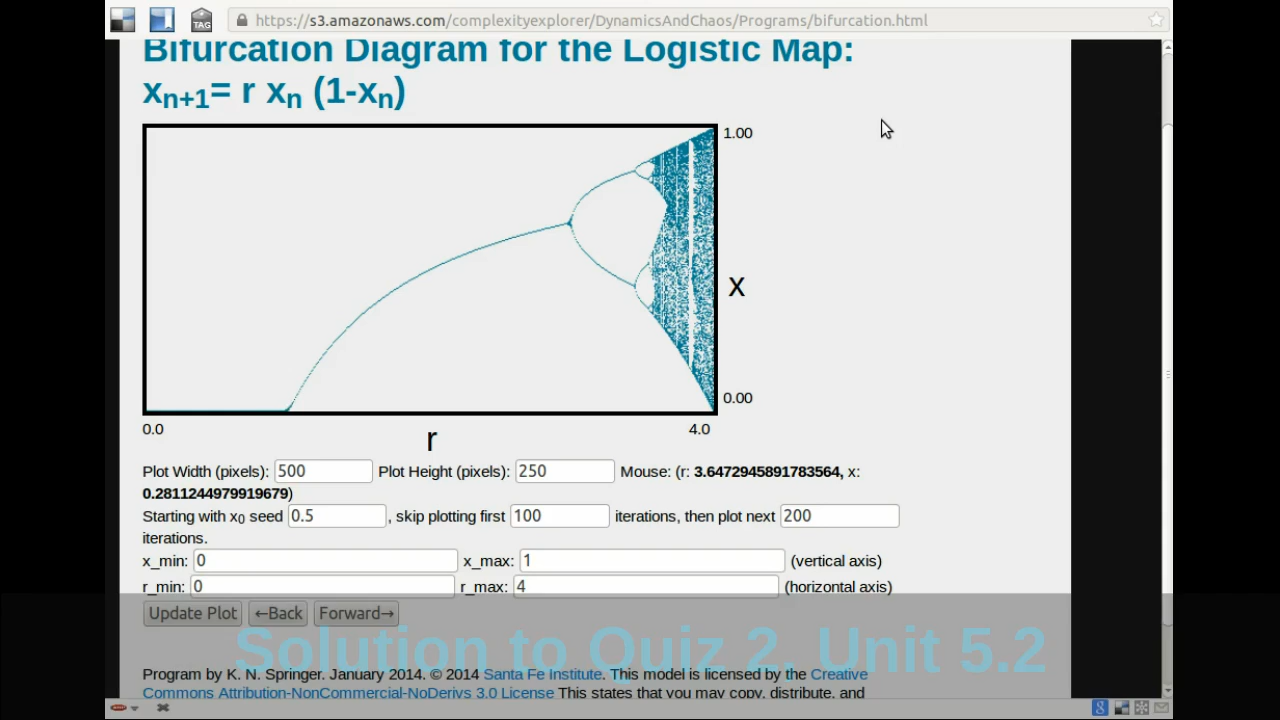 TAG
https://s3.amazonaws.com/complexityexplorer/DynamicsAndChaos/Programs/bifurcation.html
Bifurcation Diagram for the Logistic Map:
xn+1= r xn (1-xn)
1.00
x
0.00
0.0
r
4.0
Plot Width (pixels): 500 Plot Height (pixels): 250 Mouse: (r: 3.6472945891783564, x:
0.2811244979919679)
Starting with x0 seed 0.5 , skip plotting first 100 iterations, then plot next 200
iterations.
x_min: 0 x_max: 1 (vertical axis)
r_min: 0 r_max: 4 (horizontal axis)
Update Plot ←Back Forward→
Solution to Quiz 2, Unit 5.2
Program by K. N. Springer. January 2014. © 2014 Santa Fe Institute. This model is licensed by the Creative
Commons Attribution-NonCommercial-NoDerivs 3.0 License This states that you may copy, distribute, and